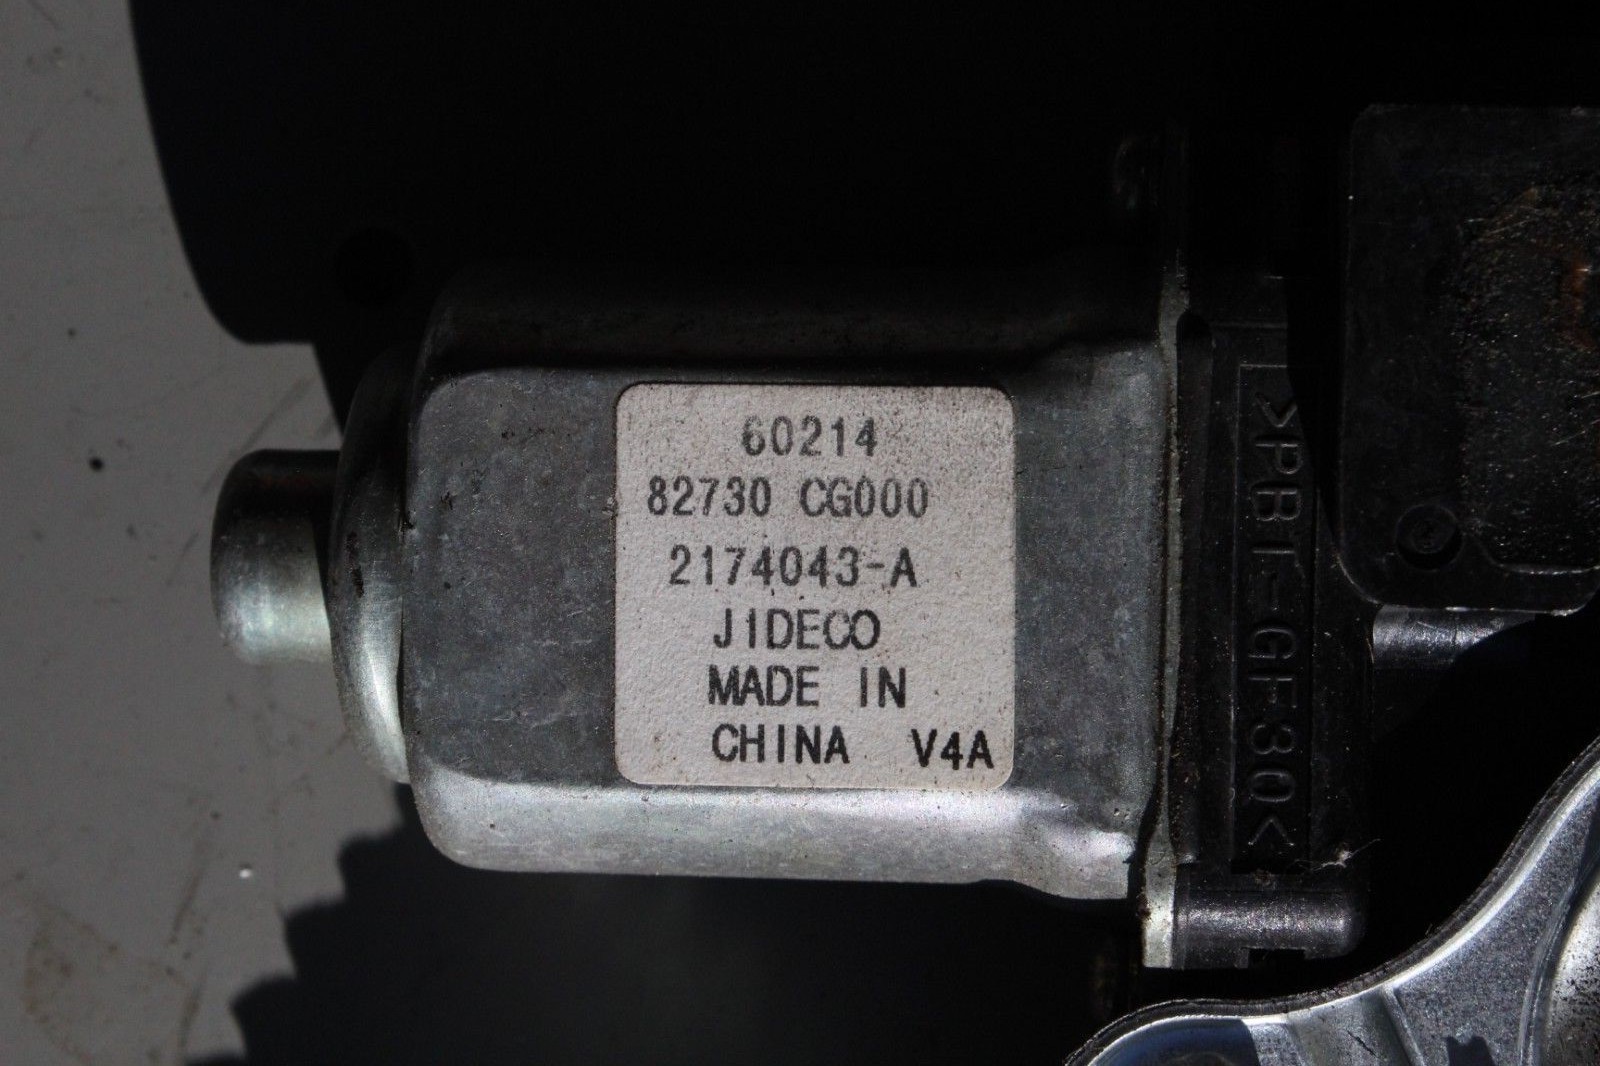 60214
82730 CG000
2174043-A
JIDECO
MADE IN
CHINA V4A
>PBT-GF30<